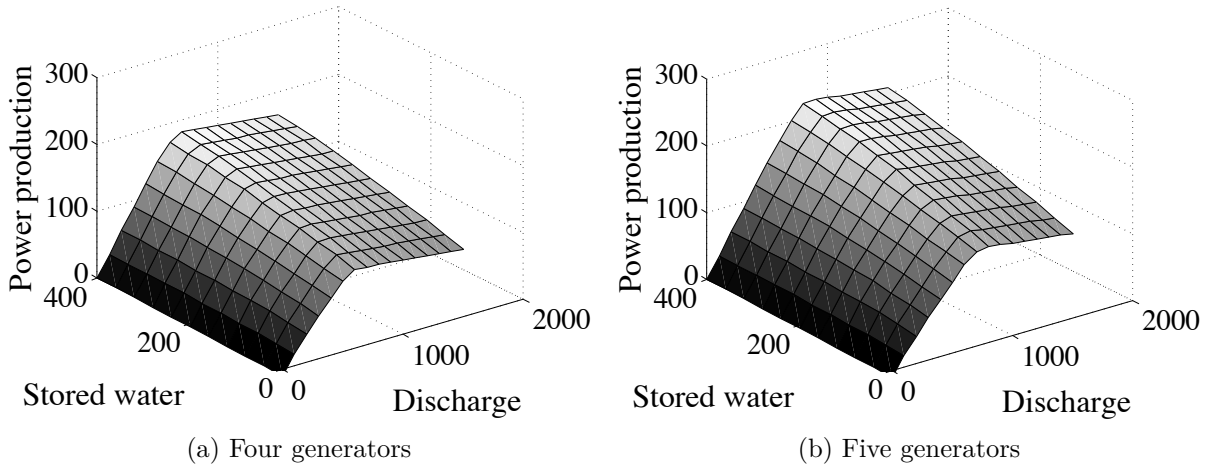 300
200
100
0
400
200
0
0
1000
2000
Power production
Stored water
Discharge
(a) Four generators
300
200
100
0
400
200
0
0
1000
2000
Power production
Stored water
Discharge
(b) Five generators